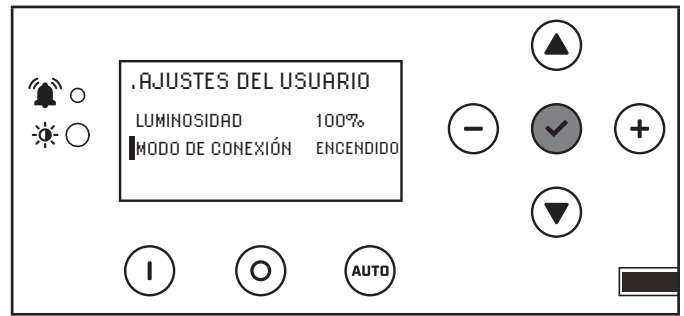 .AJUSTES DEL USUARIO
LUMINOSIDAD 100%
MODO DE CONEXIÓN ENCENDIDO
AUTO